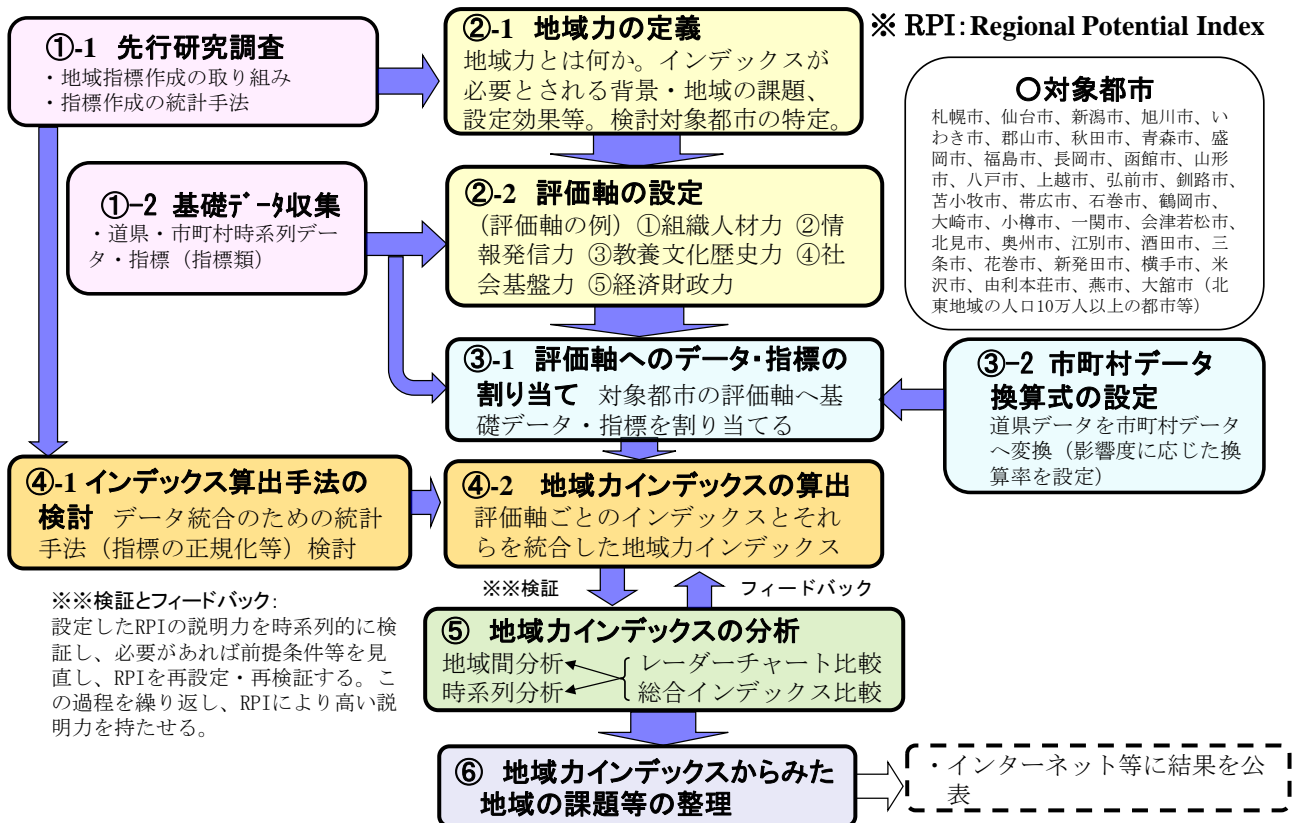 ①-1 先行研究調査
・地域指標作成の取り組み
・指標作成の統計手法
②-1 地域力の定義
地域力とは何か。インデックスが
必要とされる背景・地域の課題、
設定効果等。検討対象都市の特定。
※ RPI:Regional Potential Index
○対象都市
札幌市、仙台市、新潟市、旭川市、い
わき市、郡山市、秋田市、青森市、盛
岡市、福島市、長岡市、函館市、山形
市、八戸市、上越市、弘前市、釧路市、
苫小牧市、帯広市、石巻市、鶴岡市、
大崎市、小樽市、一関市、会津若松市、
北見市、奥州市、江別市、酒田市、三
条市、花巻市、新発田市、横手市、米
沢市、由利本荘市、燕市、大舘市（北
東地域の人口10万人以上の都市等）
①-2 基礎ﾃﾞｰﾀ収集
・道県・市町村時系列デー
タ・指標（指標類）
②-2 評価軸の設定
(評価軸の例) ①組織人材力 ②情
報発信力 ③教養文化歴史力 ④社
会基盤力 ⑤経済財政力
③-1 評価軸へのデータ・指標の
割り当て 対象都市の評価軸へ基
礎データ・指標を割り当てる
③-2 市町村データ
換算式の設定
道県データを市町村データ
へ変換（影響度に応じた換
算率を設定）
④-1 インデックス算出手法の
検討 データ統合のための統計
手法（指標の正規化等）検討
④-2 地域力インデックスの算出
評価軸ごとのインデックスとそれ
らを統合した地域力インデックス
※※検証
フィードバック
※※検証とフィードバック:
設定したRPIの説明力を時系列的に検
証し、必要があれば前提条件等を見
直し、RPIを再設定・再検証する。こ
の過程を繰り返し、RPIにより高い説
明力を持たせる。
⑤ 地域力インデックスの分析
地域間分析 レーダーチャート比較
時系列分析 総合インデックス比較
⑥ 地域力インデックスからみた
地域の課題等の整理
・インターネット等に結果を公
表